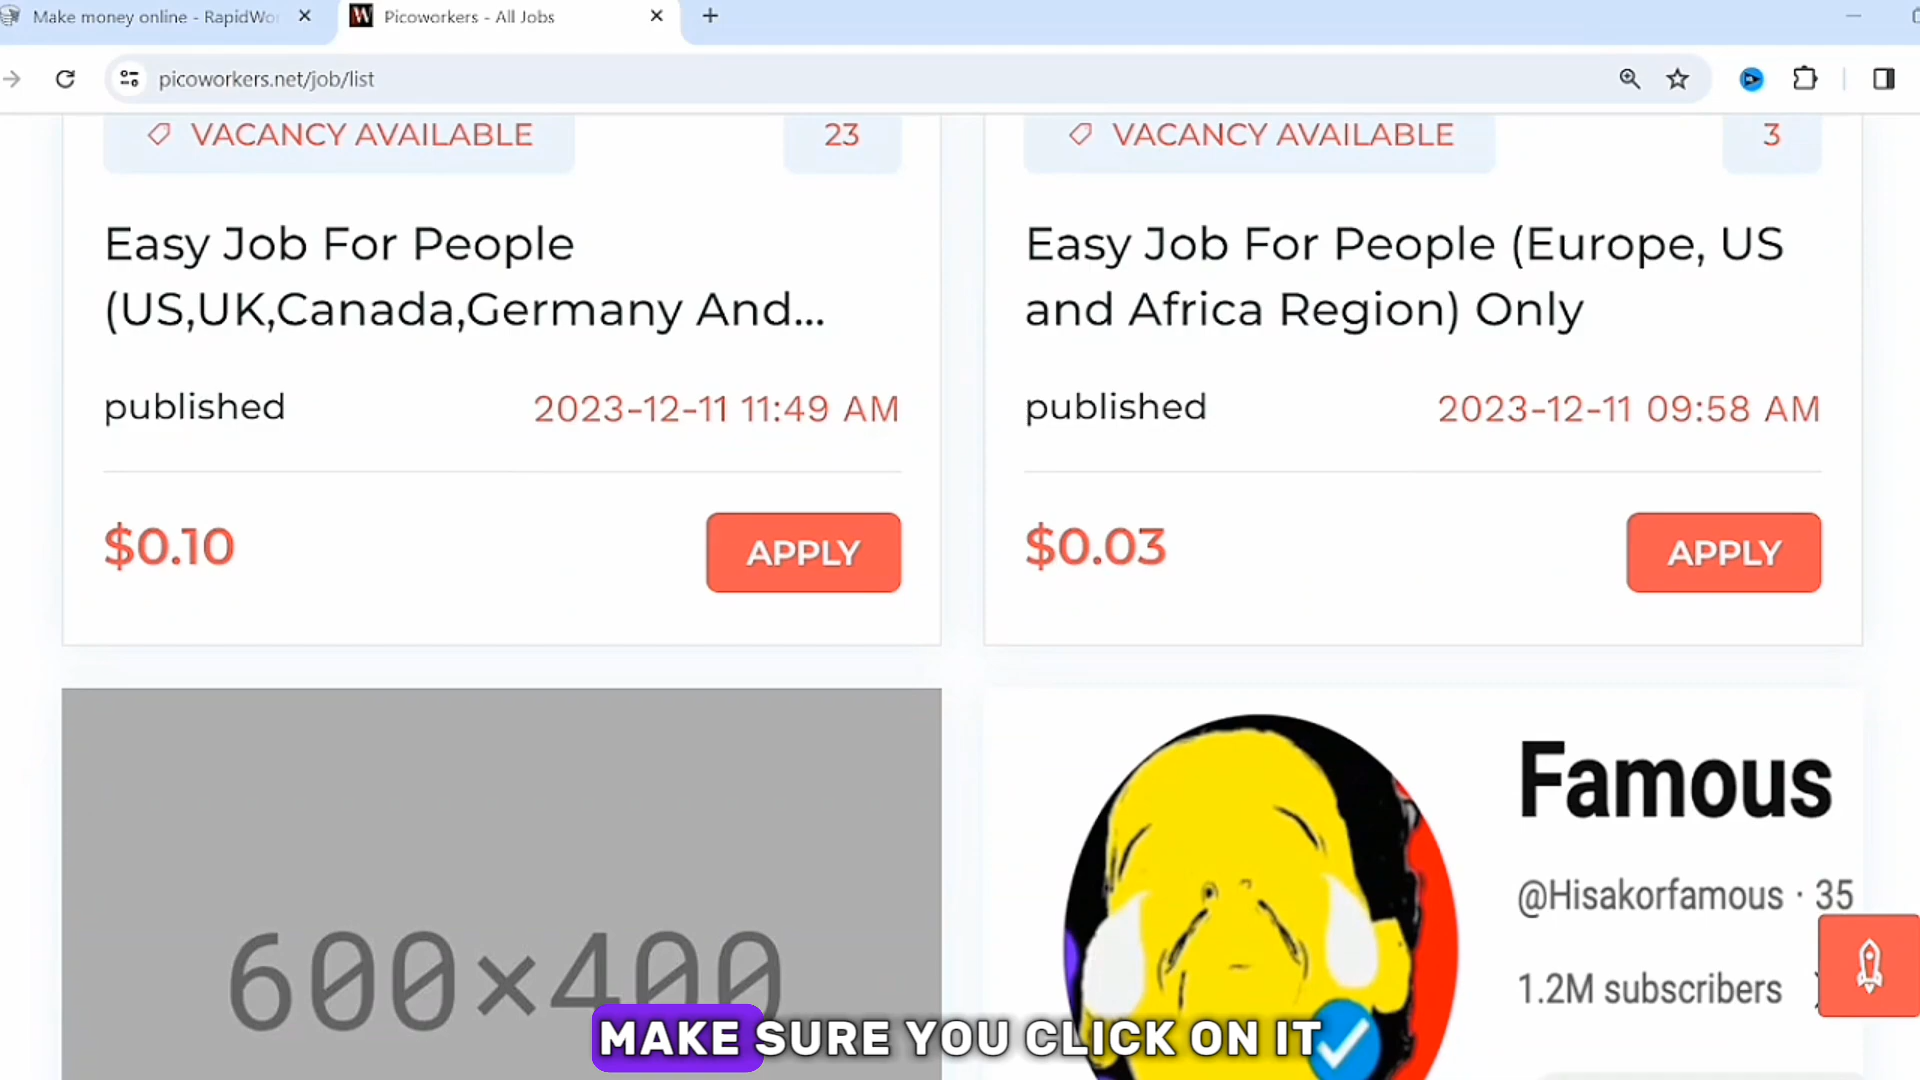 Make money online - RapidWor
Picoworkers - All Jobs
picoworkers.net/job/list
VACANCY AVAILABLE
23
Easy Job For People
(US,UK,Canada,Germany And...
published
2023-12-11 11:49 AM
$0.10
APPLY
VACANCY AVAILABLE
3
Easy Job For People (Europe, US
and Africa Region) Only
published
2023-12-11 09:58 AM
$0.03
APPLY
600×400
Famous
@Hisakorfamous · 35
1.2M subscribers
MAKE SURE YOU CLICK ON IT